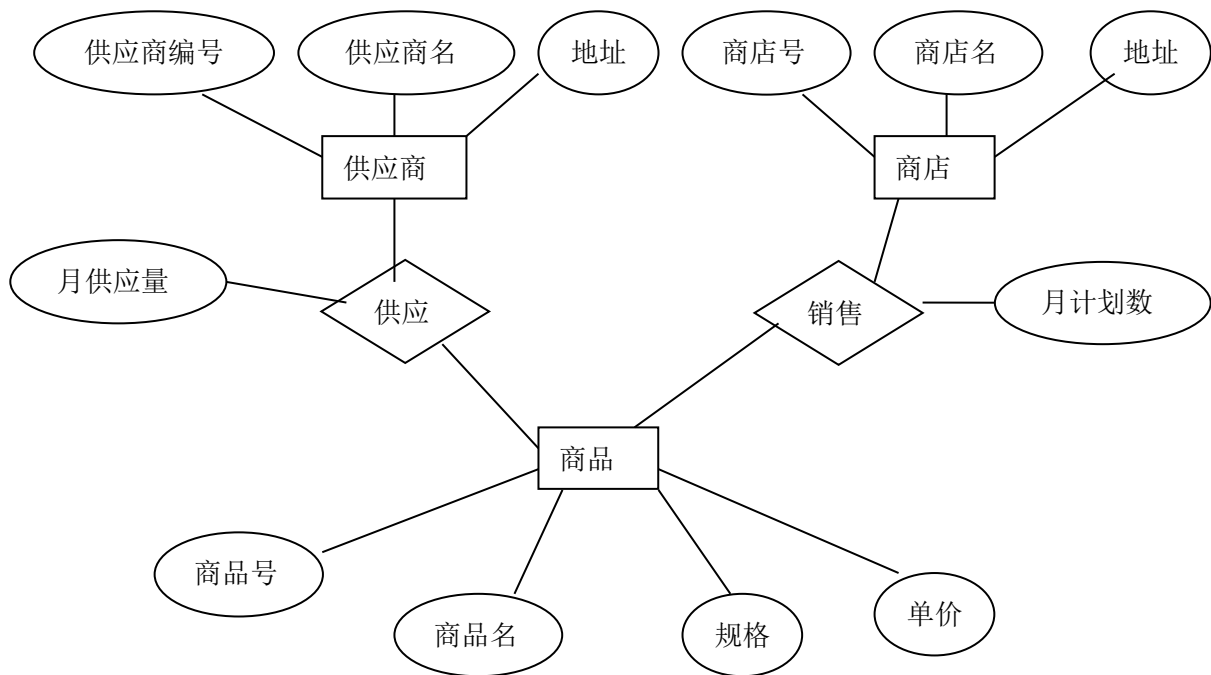 供应商编号
供应商名
地址
商店号
商店名
地址
供应商
商店
月供应量
供应
销售
月计划数
商品
商品号
商品名
规格
单价